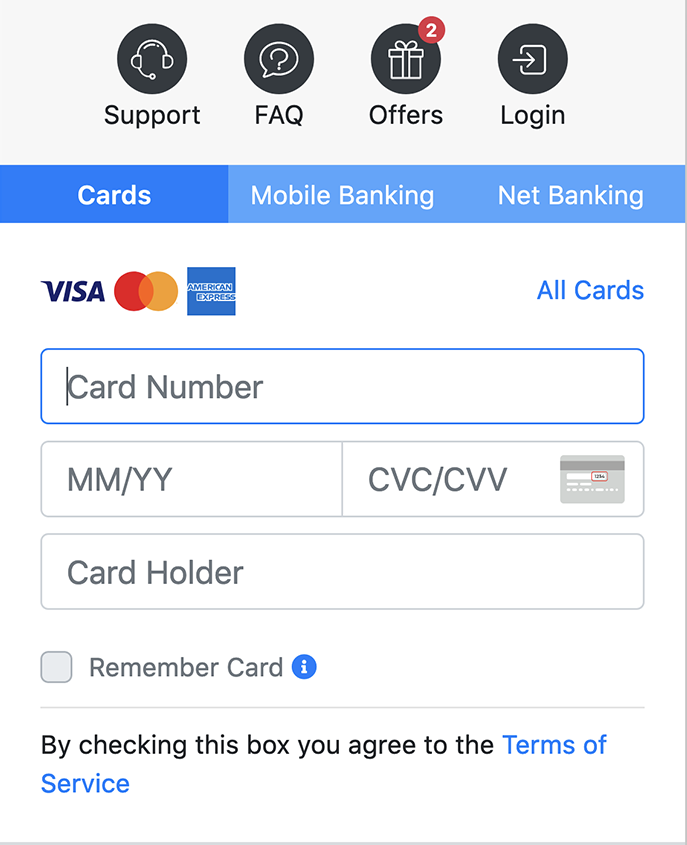 2
Support FAQ Offers Login
Cards Mobile Banking Net Banking
VISA AMERICAN EXPRESS All Cards
Card Number
MM/YY CVC/CVV 1234
Card Holder
Remember Card
By checking this box you agree to the Terms of
Service